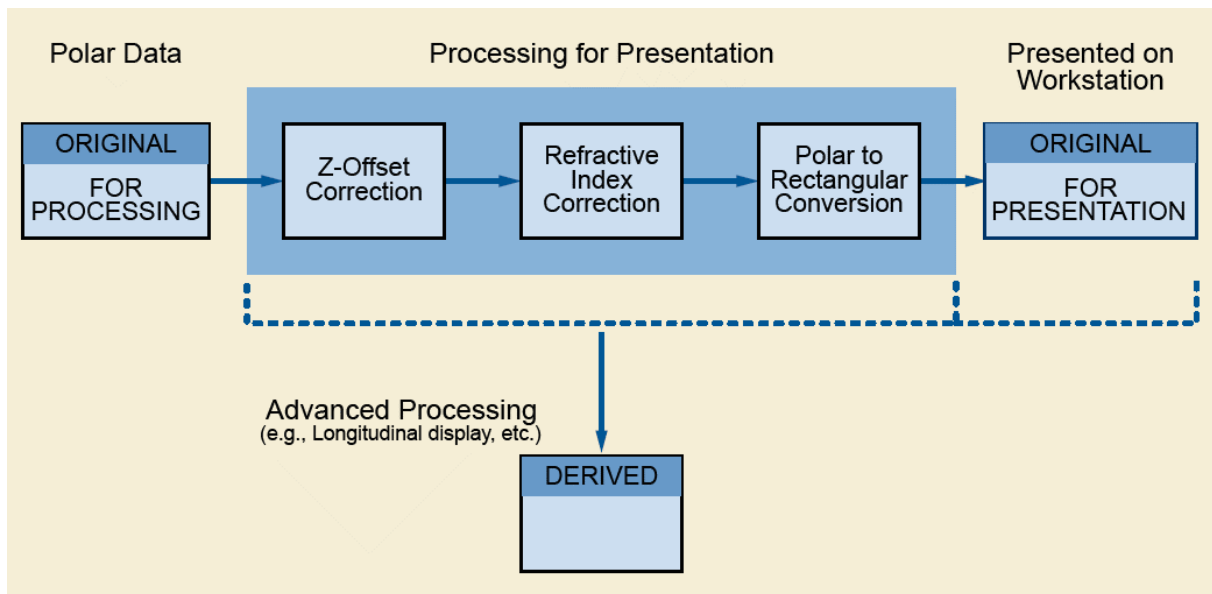 Polar Data
Processing for Presentation
Presented on
Workstation
ORIGINAL
FOR
PROCESSING
Z-Offset
Correction
Refractive
Index
Correction
Polar to
Rectangular
Conversion
ORIGINAL
FOR
PRESENTATION
Advanced Processing
(e.g., Longitudinal display, etc.)
DERIVED